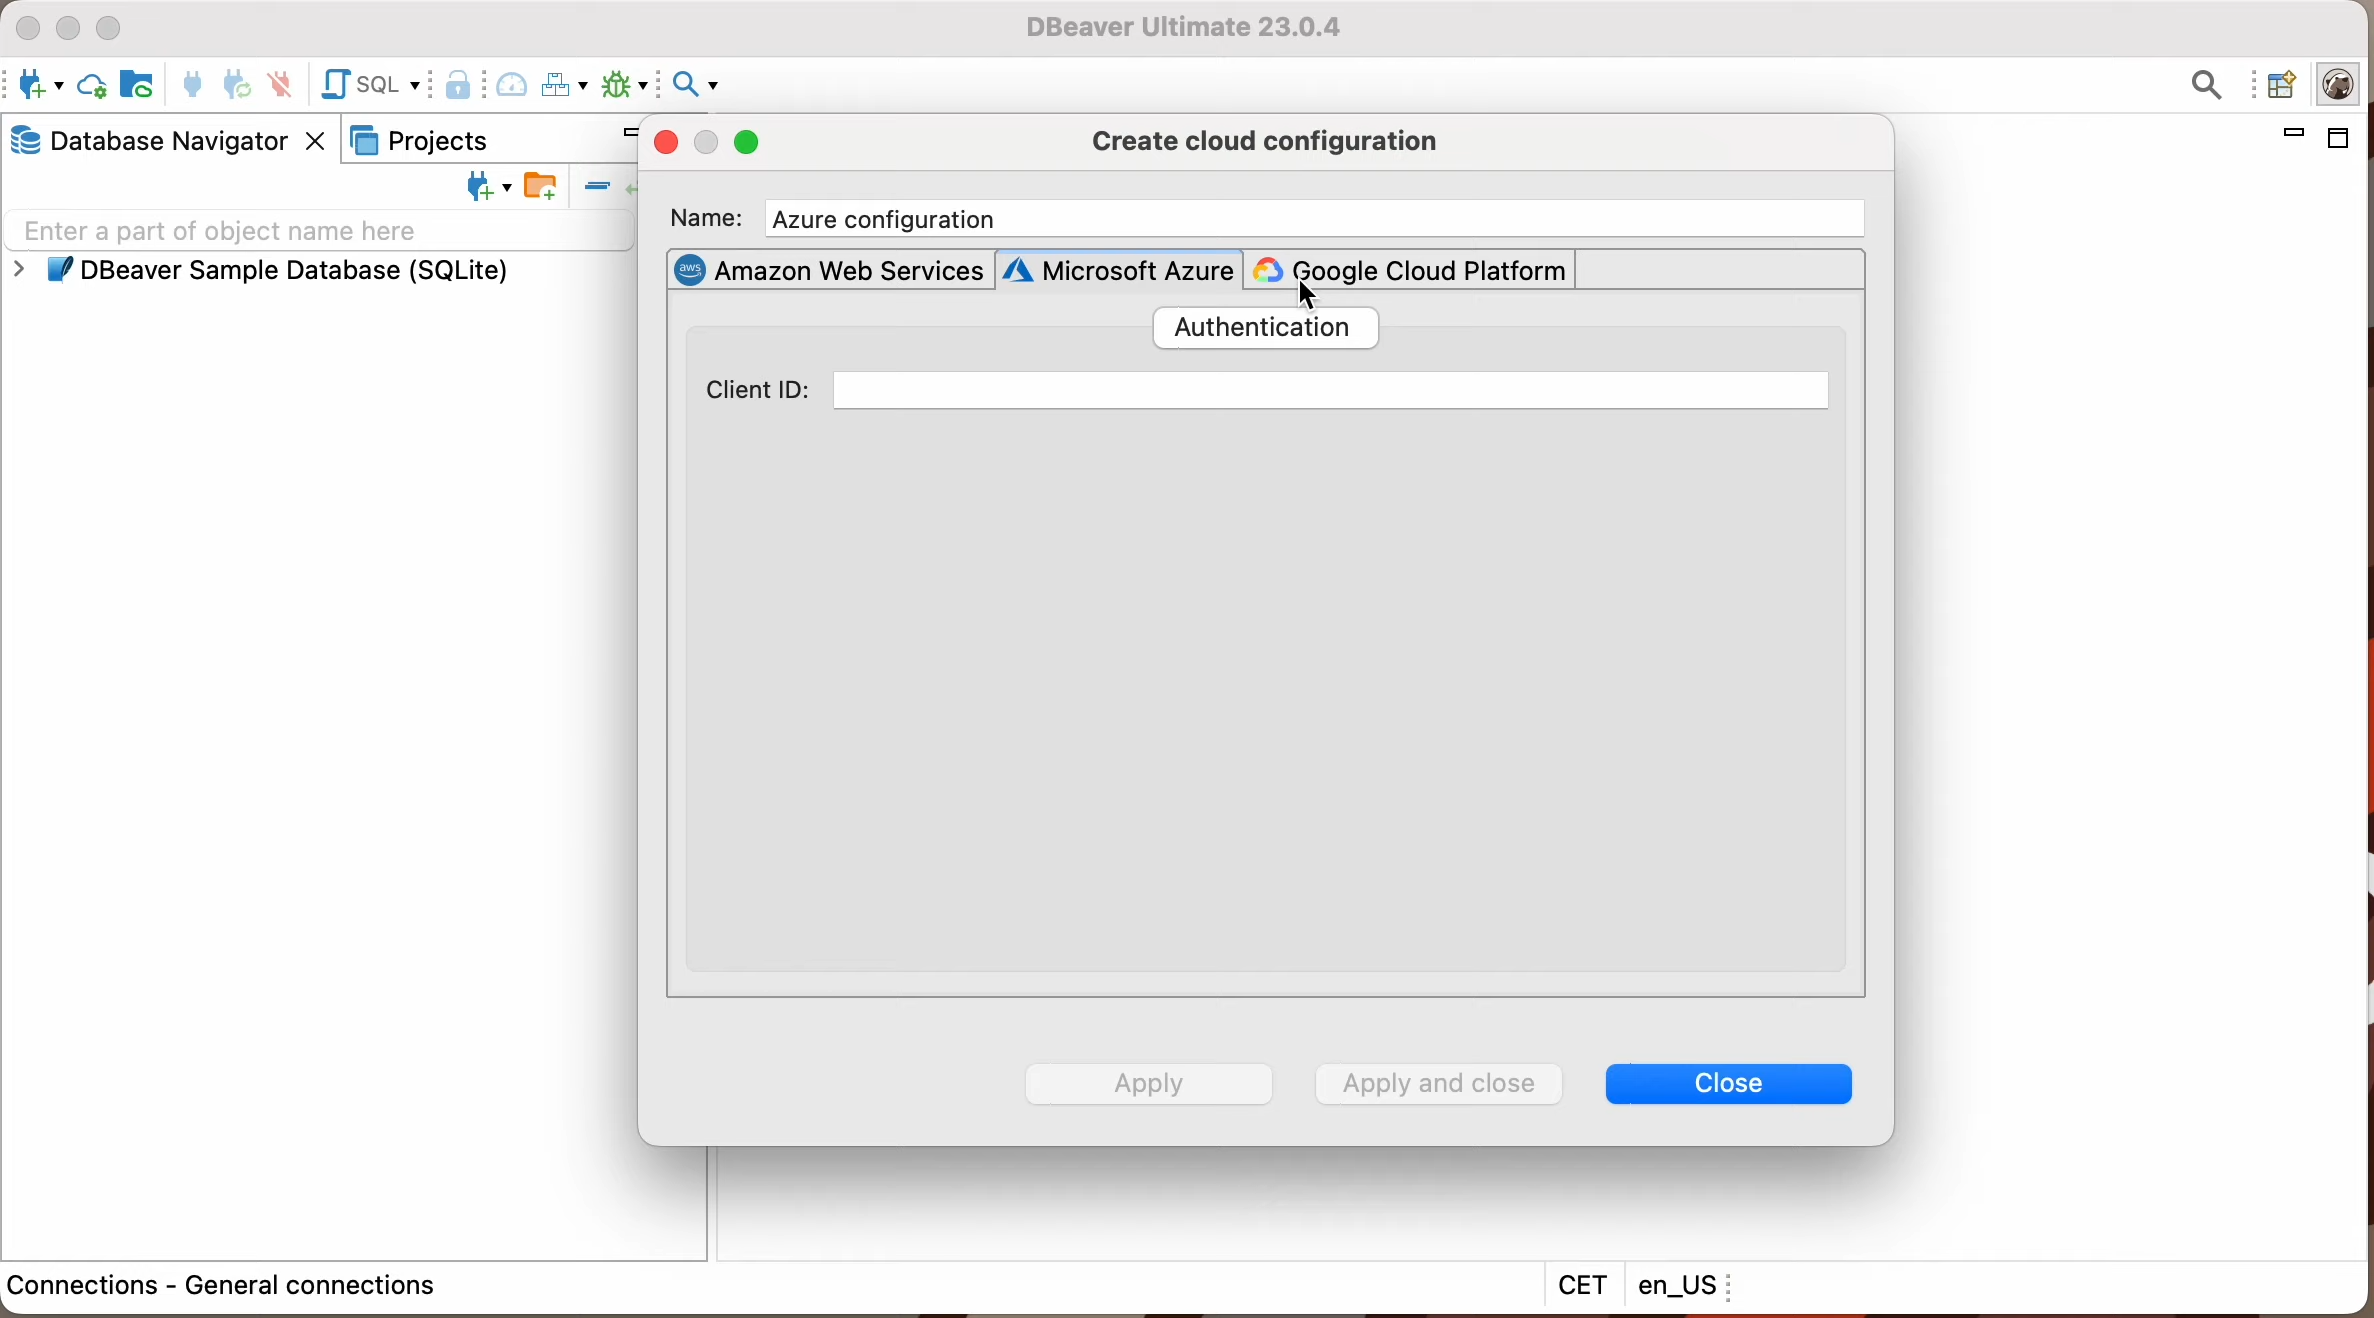 DBeaver Ultimate 23.0.4
SQL
Database Navigator
Projects
Create cloud configuration
Enter a part of object name here
DBeaver Sample Database (SQLite)
Name: Azure configuration
aws Amazon Web Services
Microsoft Azure
Google Cloud Platform
Authentication
Client ID:
Apply
Apply and close
Close
Connections - General connections
CET
en_US